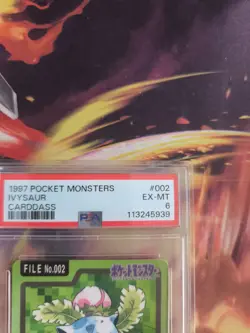 1997 POCKET MONSTERS #002
IVYSAUR EX-MT
CARDDASS 6
PSA 113245939
FILE No.002 ポケットモンスター